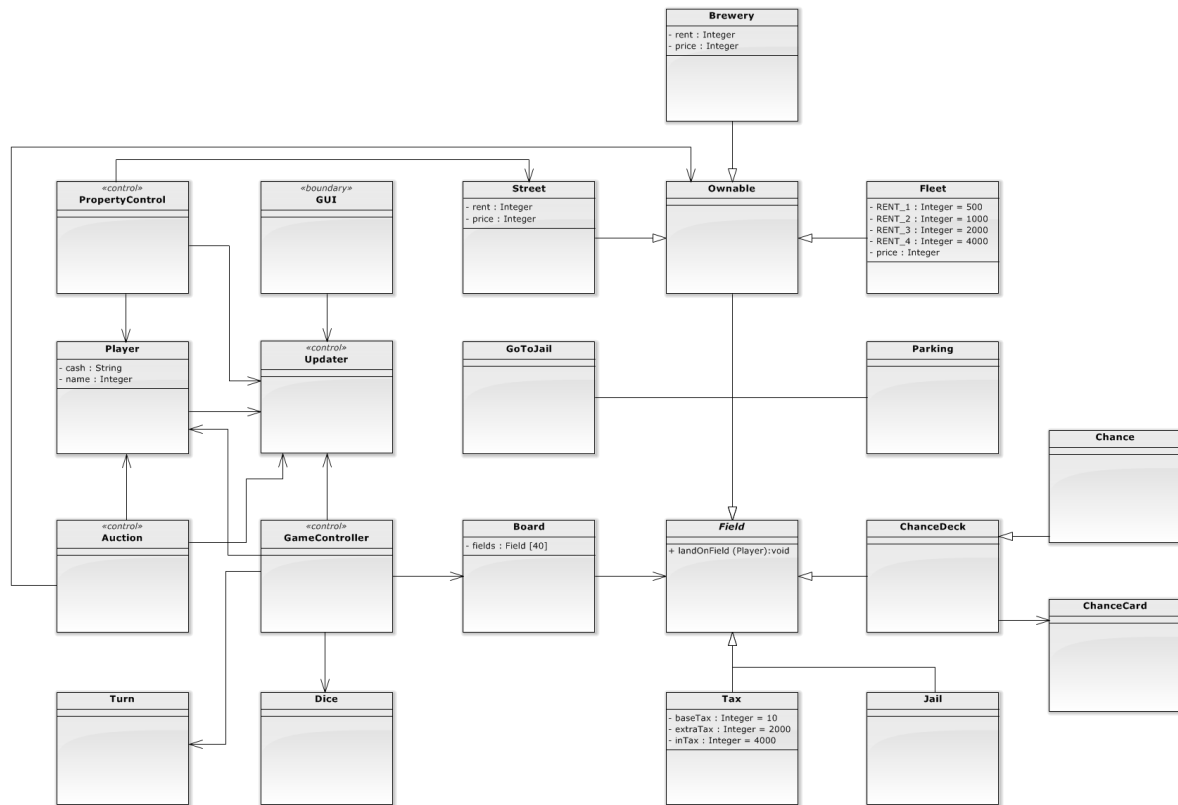 Brewery
- rent : Integer
- price : Integer
«control»
PropertyControl
«boundary»
GUI
Street
- rent : Integer
- price : Integer
Ownable
Fleet
- RENT_1 : Integer = 500
- RENT_2 : Integer = 1000
- RENT_3 : Integer = 2000
- RENT_4 : Integer = 4000
- price : Integer
Player
- cash : String
- name : Integer
«control»
Updater
GoToJail
Parking
Chance
«control»
Auction
«control»
GameController
Board
- fields : Field [40]
Field
+ landOnField (Player):void
ChanceDeck
ChanceCard
Turn
Dice
Tax
- baseTax : Integer = 10
- extraTax : Integer = 2000
- inTax : Integer = 4000
Jail